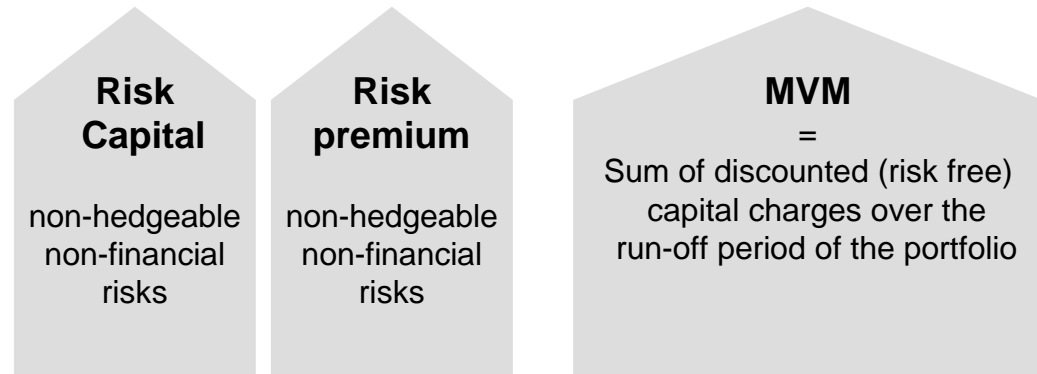 Risk
Capital
non-hedgeable
non-financial
risks
Risk
premium
non-hedgeable
non-financial
risks
MVM
=
Sum of discounted (risk free)
capital charges over the
run-off period of the portfolio